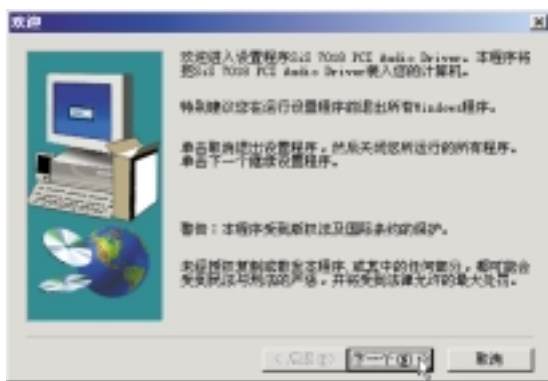 欢迎
欢迎进入设置程序SiS 7018 PCI Audio Driver。本程序将
把SiS 7018 PCI Audio Driver装入您的计算机。
特别建议您在运行设置程序前退出所有Windows程序。
单击取消退出设置程序，然后关闭您所运行的所有程序。
单击下一个继续设置程序。
警告：本程序受到版权法及国际条约的保护。
未经授权复制或散发本程序，或其中的任何部分，都可能会
受到民法与刑法的严惩，并将受到法律允许的最大处罚。
<后退(B) 下一个(N)> 取消